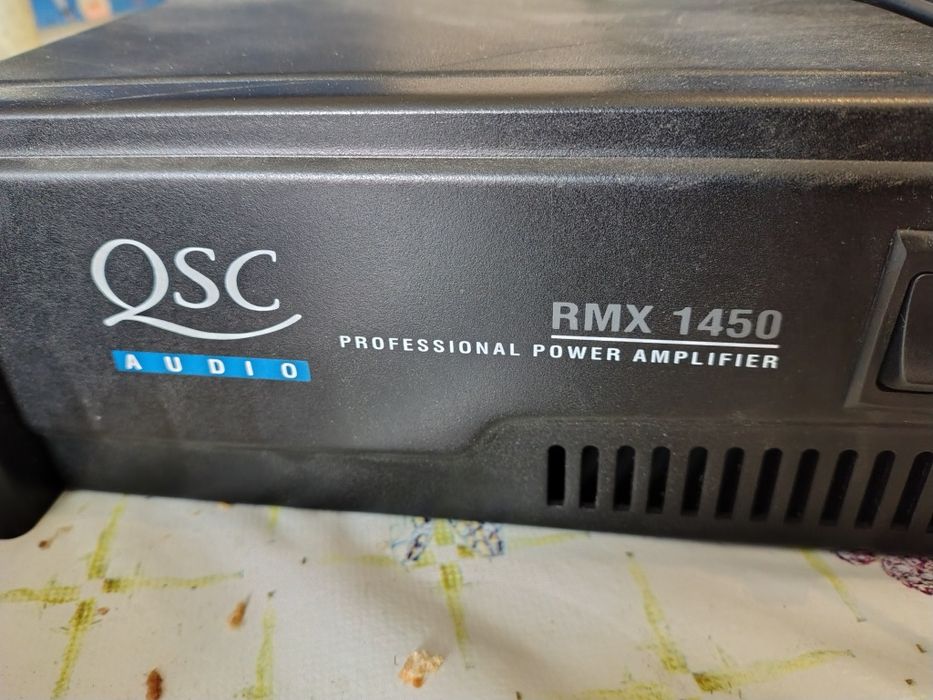 QSC
AUDIO
RMX 1450
PROFESSIONAL POWER AMPLIFIER